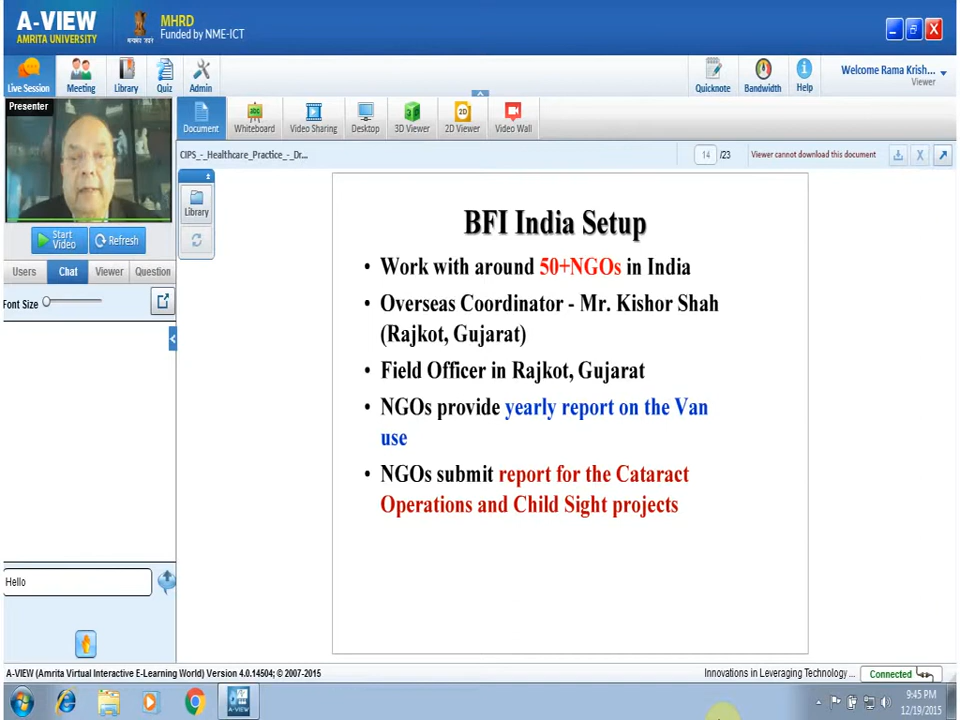 A-VIEW
AMRITA UNIVERSITY
MHRD
Funded by NME-ICT
Live Session
Meeting
Library
Quiz
Admin
Quicknote
Bandwidth
Help
Welcome Rama Krish...
Viewer
Presenter
Document
Whiteboard
Video Sharing
Desktop
3D Viewer
2D Viewer
Video Wall
CIPS_-_Healthcare_Practice_-_Dr...
14 /23
Viewer cannot download this document
Library
Start Video
Refresh
Users
Chat
Viewer
Question
Font Size
BFI India Setup
• Work with around 50+NGOs in India
• Overseas Coordinator - Mr. Kishor Shah
(Rajkot, Gujarat)
• Field Officer in Rajkot, Gujarat
• NGOs provide yearly report on the Van
use
• NGOs submit report for the Cataract
Operations and Child Sight projects
Hello
A-VIEW (Amrita Virtual Interactive E-Learning World) Version 4.0.14504; © 2007-2015
Innovations in Leveraging Technology ...
Connected
9:45 PM
12/19/2015